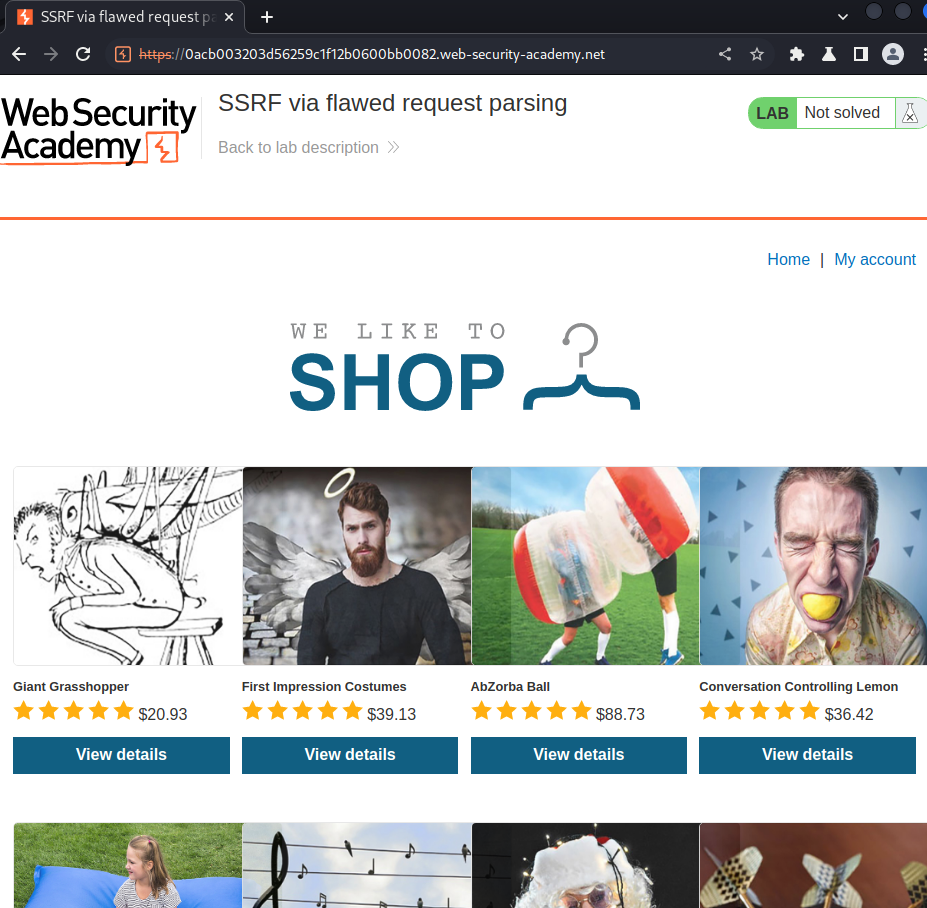 SSRF via flawed request pa
https://0acb003203d56259c1f12b0600bb0082.web-security-academy.net
Web Security
Academy
SSRF via flawed request parsing
Back to lab description
LAB Not solved
Home | My account
WE LIKE TO
SHOP
Giant Grasshopper
First Impression Costumes
AbZorba Ball
Conversation Controlling Lemon
$20.93
$39.13
$88.73
$36.42
View details
View details
View details
View details